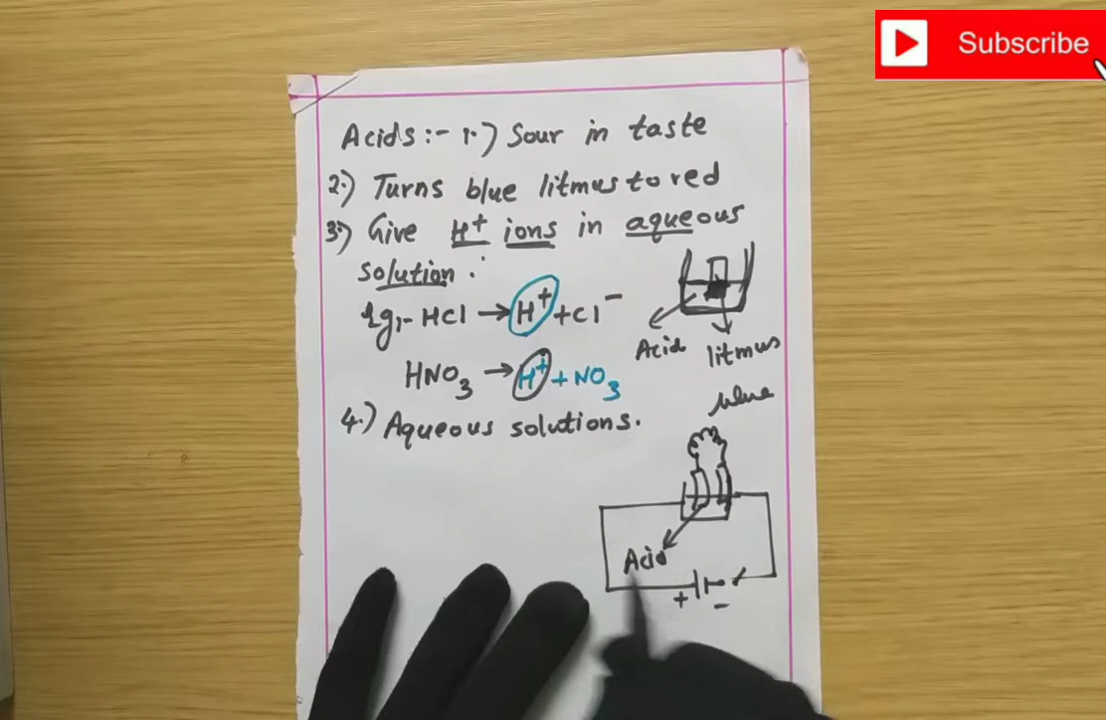 Subscribe
Acids:- 1.) Sour in taste
2.) Turns blue litmus to red
3.) Give H+ ions in aqueous
solution.
Eg:- HCl → H+ + Cl-
HNO3 → H+ + NO3
Acid litmus
blue
4.) Aqueous solutions.
Acid
+ -